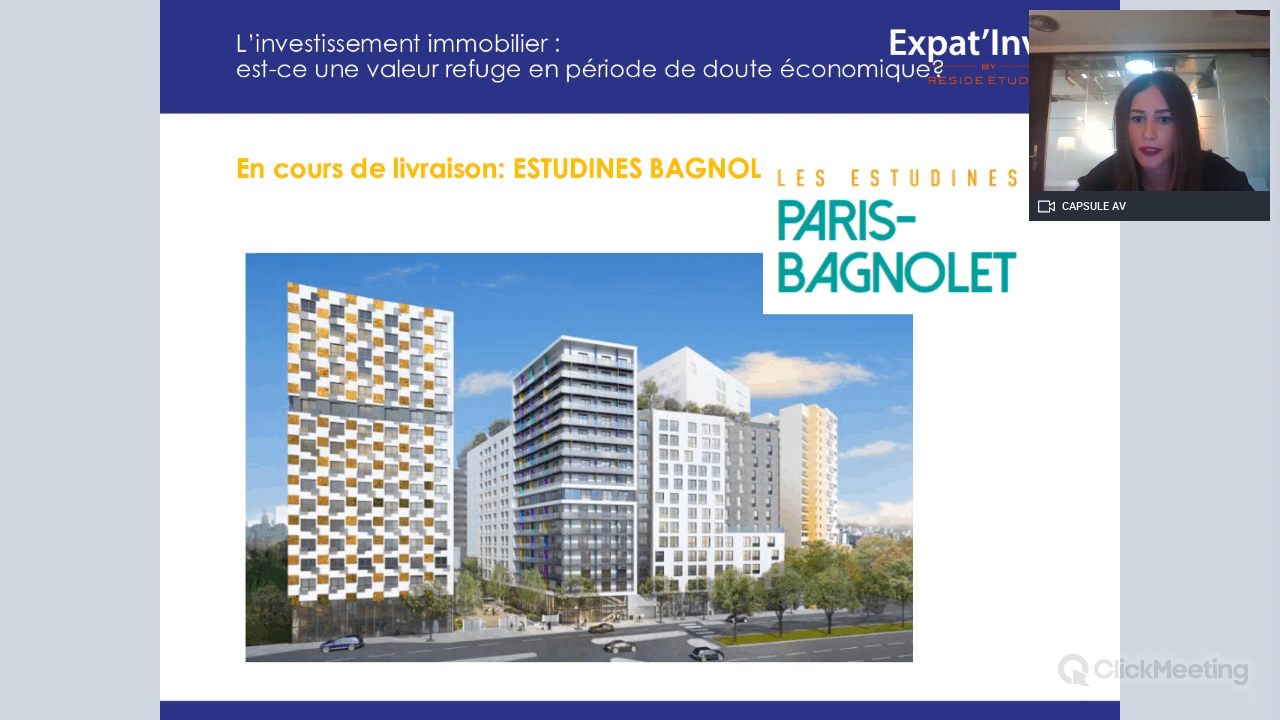 L'investissement immobilier :
est-ce une valeur refuge en période de doute économique?
Expat'Inv
BY
RESIDE ETUD
En cours de livraison: ESTUDINES BAGNOL
LES ESTUDINES
PARIS-
BAGNOLET
CAPSULE AV
ClickMeeting